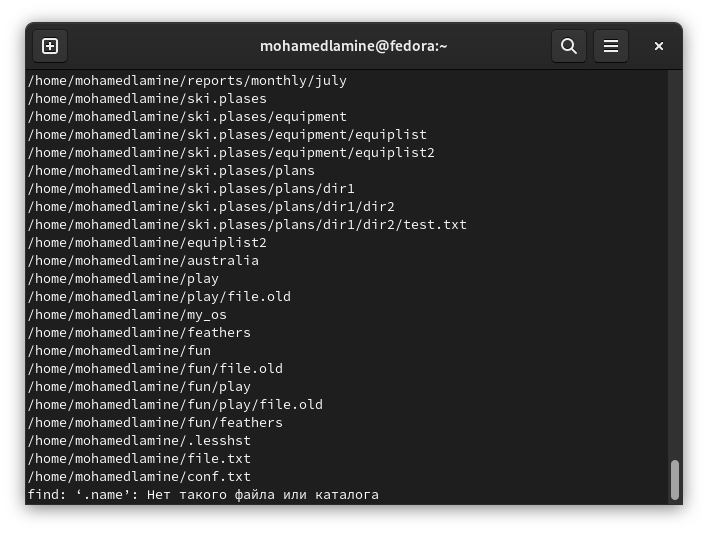 mohamedlamine@fedora:~
/home/mohamedlamine/reports/monthly/july
/home/mohamedlamine/ski.plases
/home/mohamedlamine/ski.plases/equipment
/home/mohamedlamine/ski.plases/equipment/equiplist
/home/mohamedlamine/ski.plases/equipment/equiplist2
/home/mohamedlamine/ski.plases/plans
/home/mohamedlamine/ski.plases/plans/dir1
/home/mohamedlamine/ski.plases/plans/dir1/dir2
/home/mohamedlamine/ski.plases/plans/dir1/dir2/test.txt
/home/mohamedlamine/equiplist2
/home/mohamedlamine/australia
/home/mohamedlamine/play
/home/mohamedlamine/play/file.old
/home/mohamedlamine/my_os
/home/mohamedlamine/feathers
/home/mohamedlamine/fun
/home/mohamedlamine/fun/file.old
/home/mohamedlamine/fun/play
/home/mohamedlamine/fun/play/file.old
/home/mohamedlamine/fun/feathers
/home/mohamedlamine/.lesshst
/home/mohamedlamine/file.txt
/home/mohamedlamine/conf.txt
find: ‘.name’: Нет такого файла или каталога